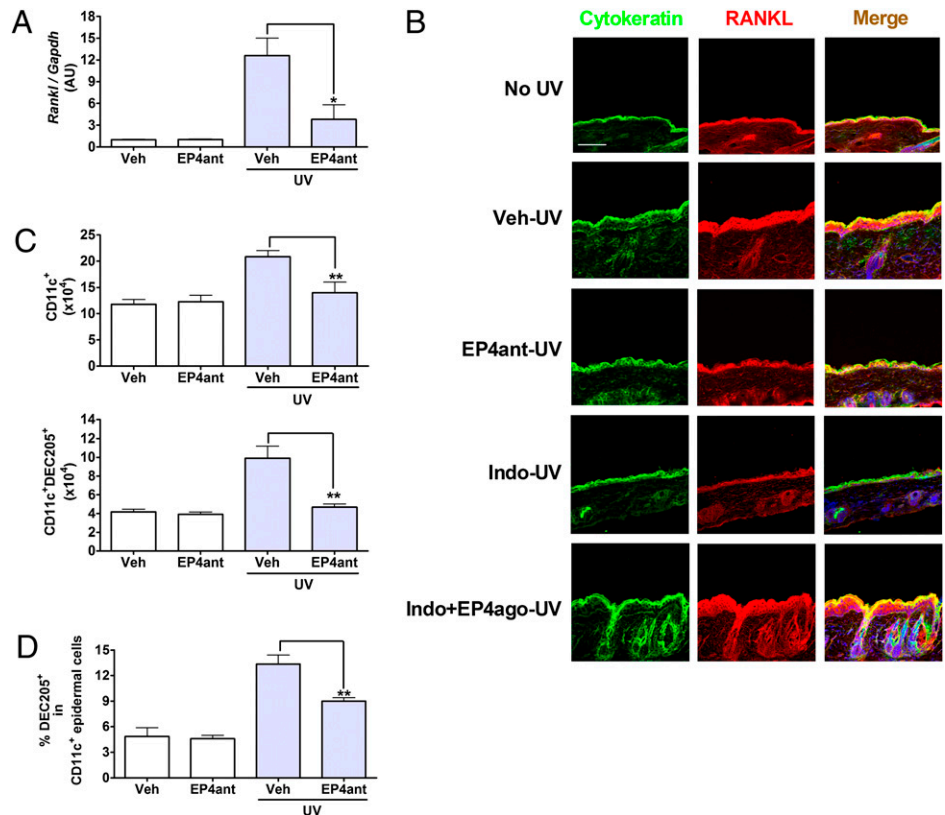 A
Rankl / Gapdh
(AU)
15
12
9
6
3
0
*
Veh
EP4ant
Veh
EP4ant
UV
B
Cytokeratin
RANKL
Merge
No UV
Veh-UV
EP4ant-UV
Indo-UV
Indo+EP4ago-UV
C
CD11c⁺
(x10⁴)
25
20
15
10
5
0
**
Veh
EP4ant
Veh
EP4ant
UV
CD11c⁺DEC205⁺
(x10⁴)
14
12
10
8
6
4
2
0
**
Veh
EP4ant
Veh
EP4ant
UV
D
% DEC205⁺
in
CD11c⁺ epidermal cells
15
12
9
6
3
0
**
Veh
EP4ant
Veh
EP4ant
UV